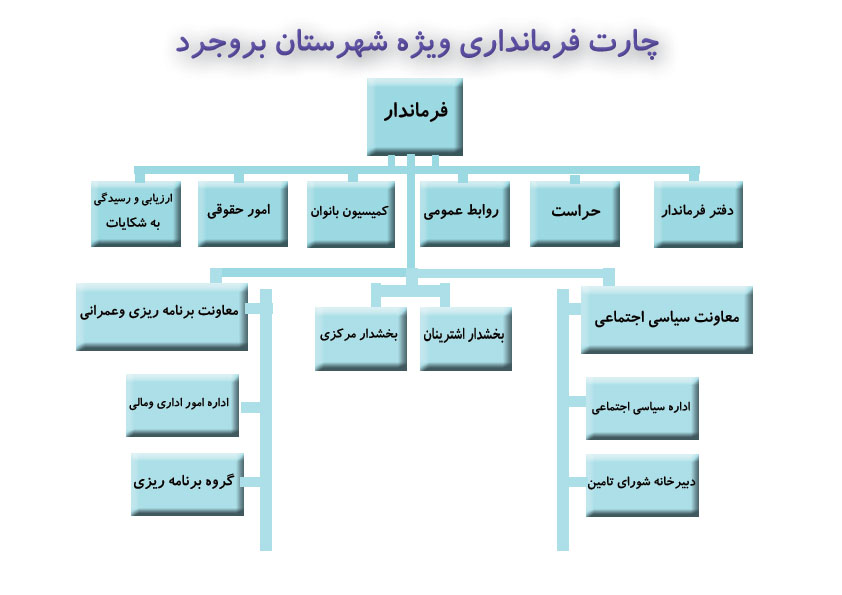 چارت فرمانداری ویژه شهرستان بروجرد
فرماندار
دفتر فرماندار
حراست
روابط عمومی
کمیسیون بانوان
امور حقوقی
ارزیابی و رسیدگی
به شکایات
معاونت سیاسی اجتماعی
معاونت برنامه ریزی وعمرانی
بخشدار اشترینان
بخشدار مرکزی
اداره سیاسی اجتماعی
اداره امور اداری ومالی
دبیرخانه شورای تامین
گروه برنامه ریزی